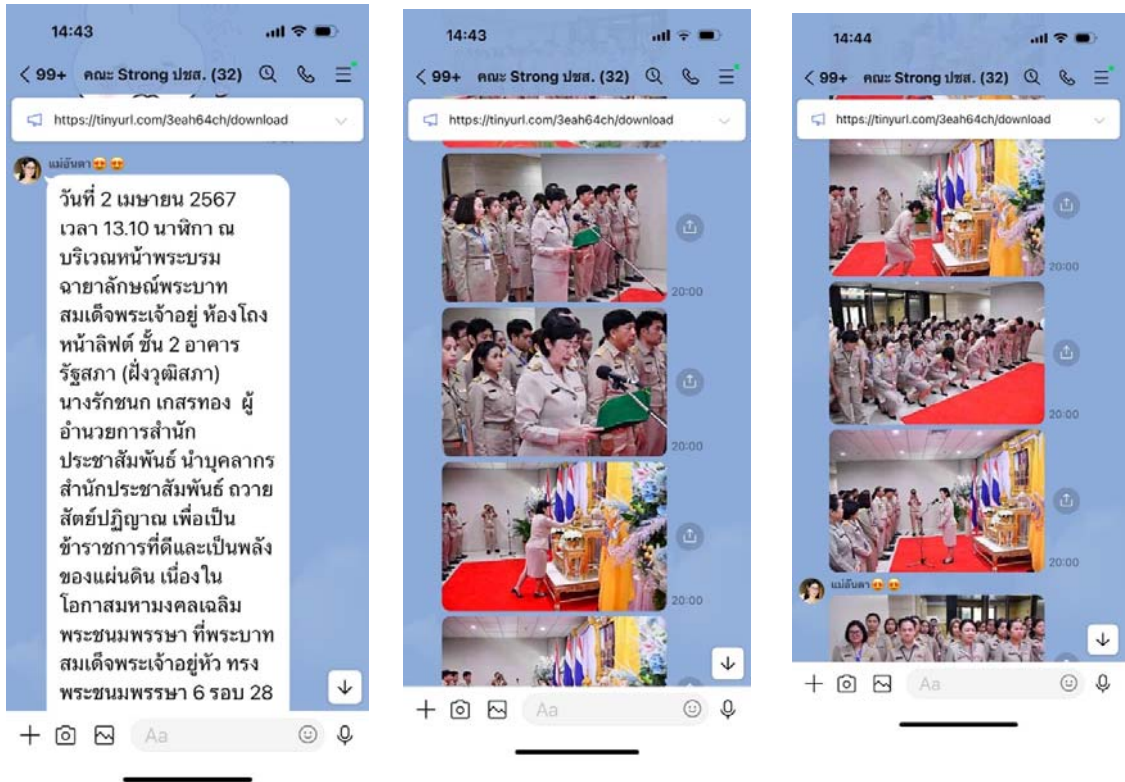 14:43
99+ คณะ Strong ปชส. (32)
https://tinyurl.com/3eah64ch/download
แม่อันดา😍 😍
วันที่ 2 เมษายน 2567
เวลา 13.10 นาฬิกา ณ
บริเวณหน้าพระบรม
ฉายาลักษณ์พระบาท
สมเด็จพระเจ้าอยู่ ห้องโถง
หน้าลิฟต์ ชั้น 2 อาคาร
รัฐสภา (ฝั่งวุฒิสภา)
นางรักชนก เกสรทอง ผู้
อำนวยการสำนัก
ประชาสัมพันธ์ นำบุคลากร
สำนักประชาสัมพันธ์ ถวาย
สัตย์ปฏิญาณ เพื่อเป็น
ข้าราชการที่ดีและเป็นพลัง
ของแผ่นดิน เนื่องใน
โอกาสมหามงคลเฉลิม
พระชนมพรรษา ที่พระบาท
สมเด็จพระเจ้าอยู่หัว ทรง
พระชนมพรรษา 6 รอบ 28
Aa
14:43
99+ คณะ Strong ปชส. (32)
https://tinyurl.com/3eah64ch/download
20:00
20:00
20:00
Aa
14:44
99+ คณะ Strong ปชส. (32)
https://tinyurl.com/3eah64ch/download
20:00
20:00
20:00
แม่อันดา😍 😍
Aa